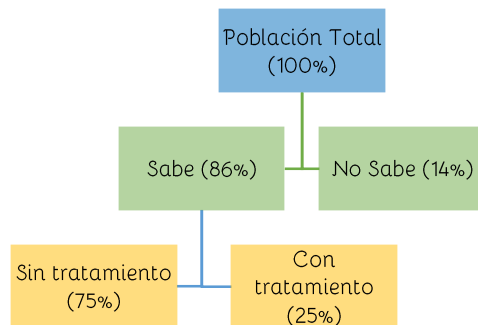 Población Total
(100%)
Sabe (86%)
No Sabe (14%)
Sin tratamiento
(75%)
Con
tratamiento
(25%)